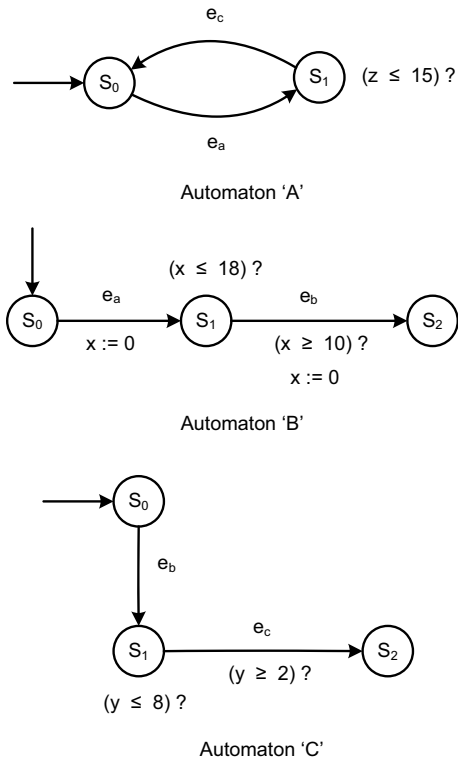 e_c
S_0
S_1
(z ≤ 15) ?
e_a
Automaton 'A'
(x ≤ 18) ?
e_a
e_b
S_0
S_1
S_2
x := 0
(x ≥ 10) ?
x := 0
Automaton 'B'
S_0
e_b
e_c
S_1
S_2
(y ≥ 2) ?
(y ≤ 8) ?
Automaton 'C'